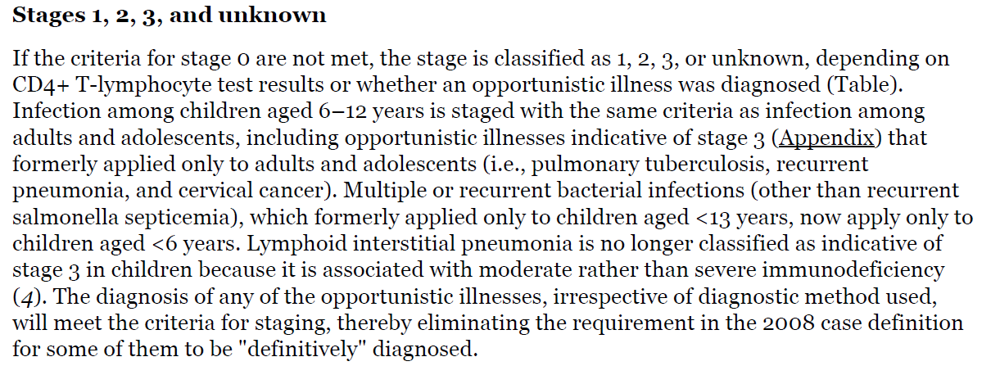 Stages 1, 2, 3, and unknown
If the criteria for stage 0 are not met, the stage is classified as 1, 2, 3, or unknown, depending on
CD4+ T-lymphocyte test results or whether an opportunistic illness was diagnosed (Table).
Infection among children aged 6–12 years is staged with the same criteria as infection among
adults and adolescents, including opportunistic illnesses indicative of stage 3 (Appendix) that
formerly applied only to adults and adolescents (i.e., pulmonary tuberculosis, recurrent
pneumonia, and cervical cancer). Multiple or recurrent bacterial infections (other than recurrent
salmonella septicemia), which formerly applied only to children aged <13 years, now apply only to
children aged <6 years. Lymphoid interstitial pneumonia is no longer classified as indicative of
stage 3 in children because it is associated with moderate rather than severe immunodeficiency
(4). The diagnosis of any of the opportunistic illnesses, irrespective of diagnostic method used,
will meet the criteria for staging, thereby eliminating the requirement in the 2008 case definition
for some of them to be "definitively" diagnosed.